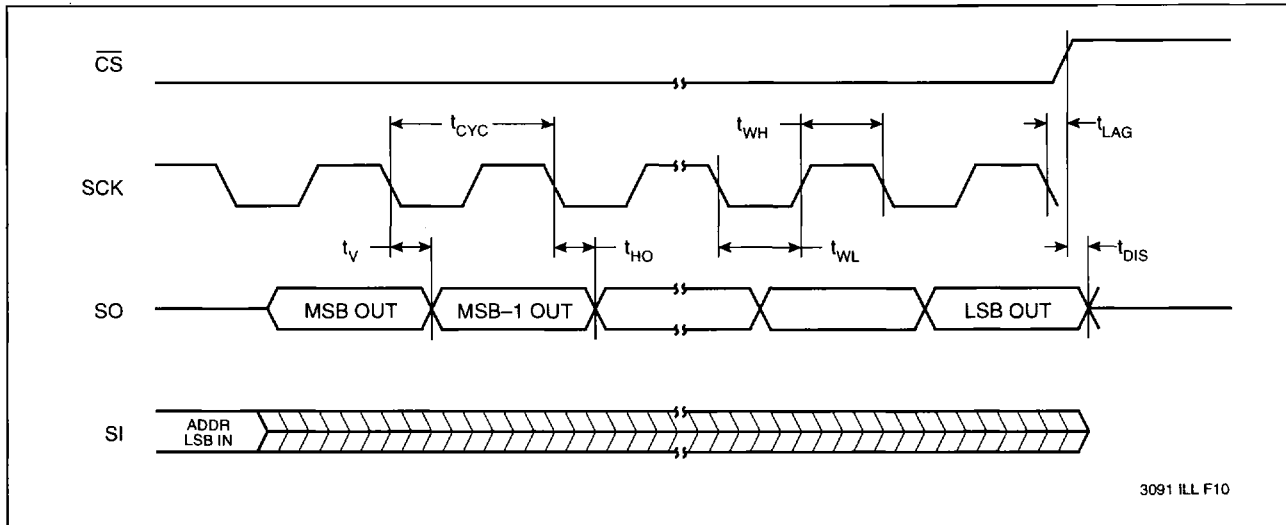 CS
tCYC
tWH
tLAG
SCK
tV
tHO
tWL
tDIS
SO
MSB OUT
MSB–1 OUT
LSB OUT
SI
ADDR
LSB IN
3091 ILL F10